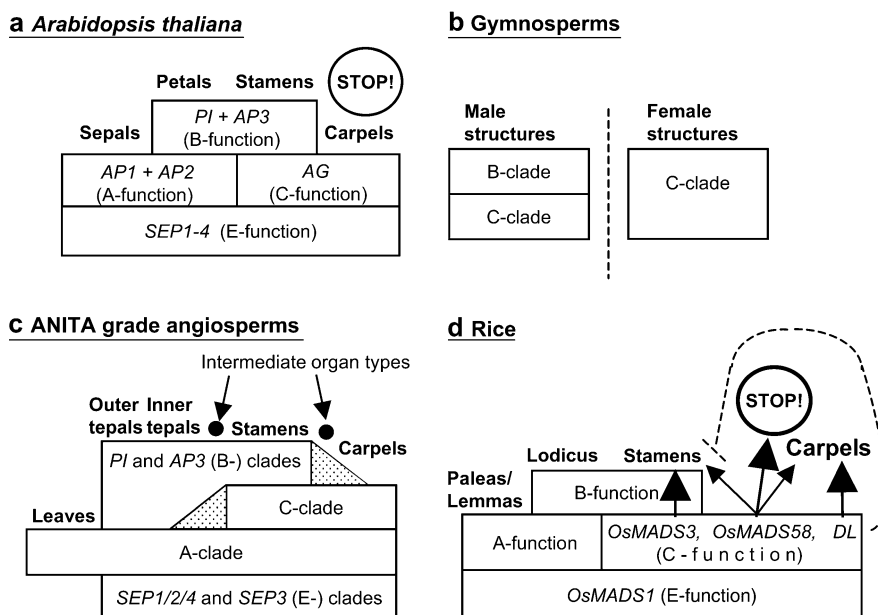 a Arabidopsis thaliana
Petals Stamens STOP!
PI + AP3
(B-function)
Sepals Carpels
AP1 + AP2 AG
(A-function) (C-function)
SEP1-4 (E-function)
b Gymnosperms
Male
structures
Female
structures
B-clade
C-clade
C-clade
c ANITA grade angiosperms
Intermediate organ types
Outer Inner
tepals tepals Stamens
Carpels
PI and AP3 (B-) clades
C-clade
Leaves
A-clade
SEP1/2/4 and SEP3 (E-) clades
d Rice
STOP!
Carpels
Lodicus Stamens
Paleas/
Lemmas
B-function
A-function
OsMADS3, OsMADS58, DL
(C-function)
OsMADS1 (E-function)